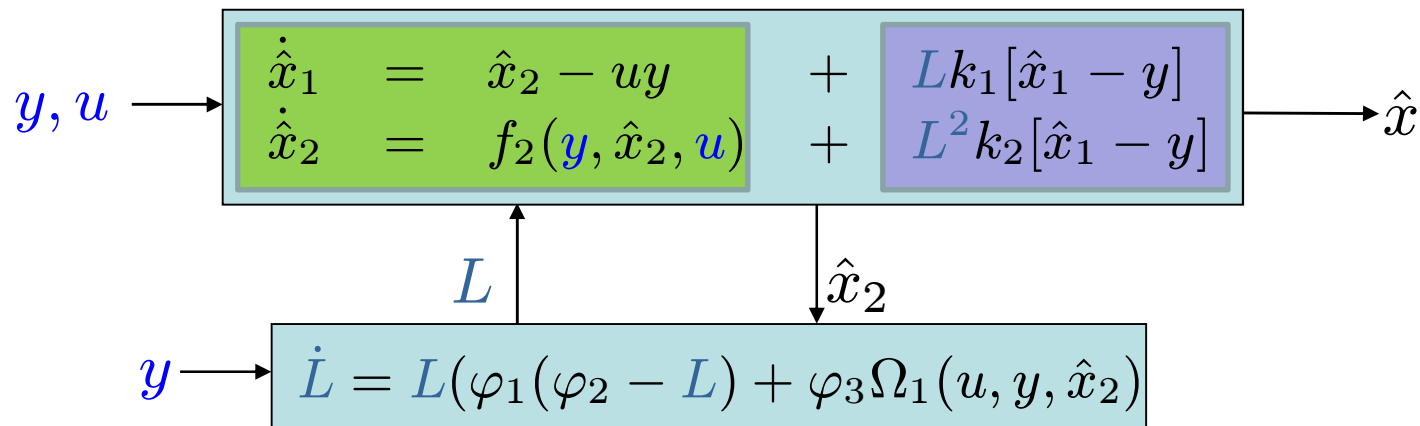 y, u
ẋ̂₁ = x̂₂ − uy + Lk₁[x̂₁ − y]
ẋ̂₂ = f₂(y, x̂₂, u) + L²k₂[x̂₁ − y]
x̂
L
x̂₂
y
L̇ = L(φ₁(φ₂ − L) + φ₃Ω₁(u, y, x̂₂)